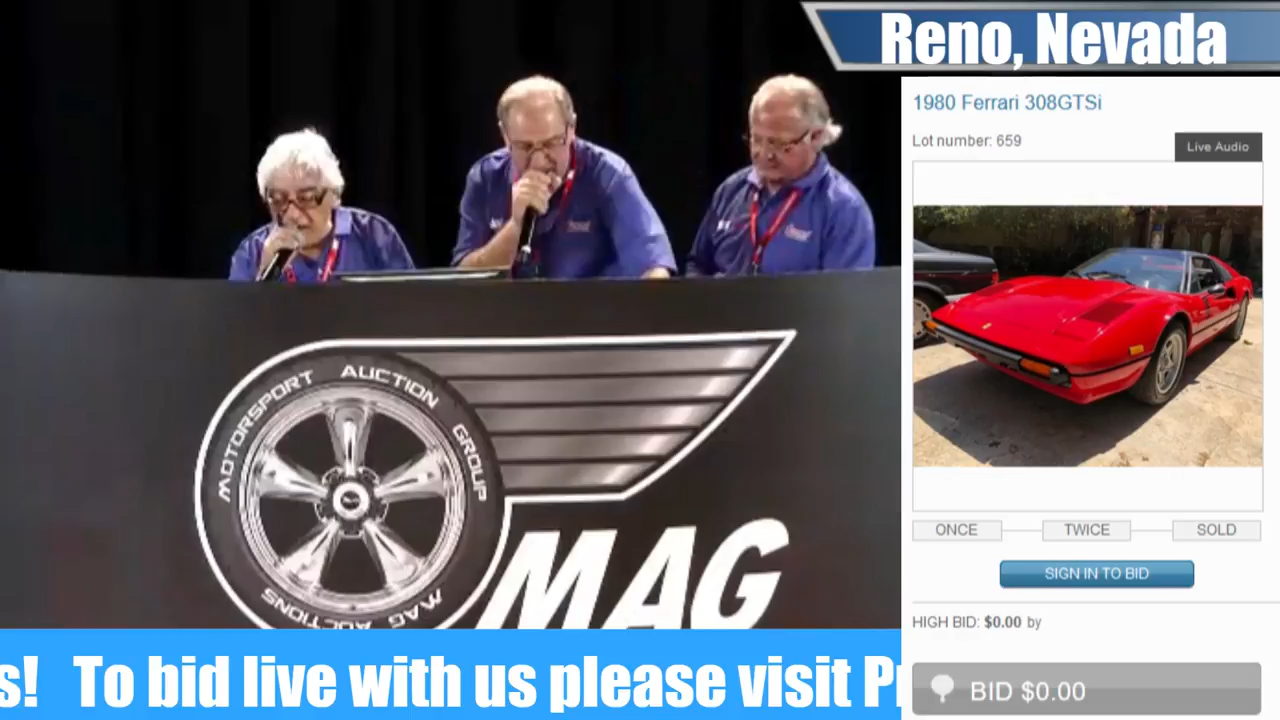 Reno, Nevada
1980 Ferrari 308GTSi
Lot number: 659
Live Audio
MOTORSPORT AUCTION GROUP
MAG AUCTIONS
MAG
ONCE
TWICE
SOLD
SIGN IN TO BID
HIGH BID: $0.00 by
BID $0.00
s! To bid live with us please visit Pr